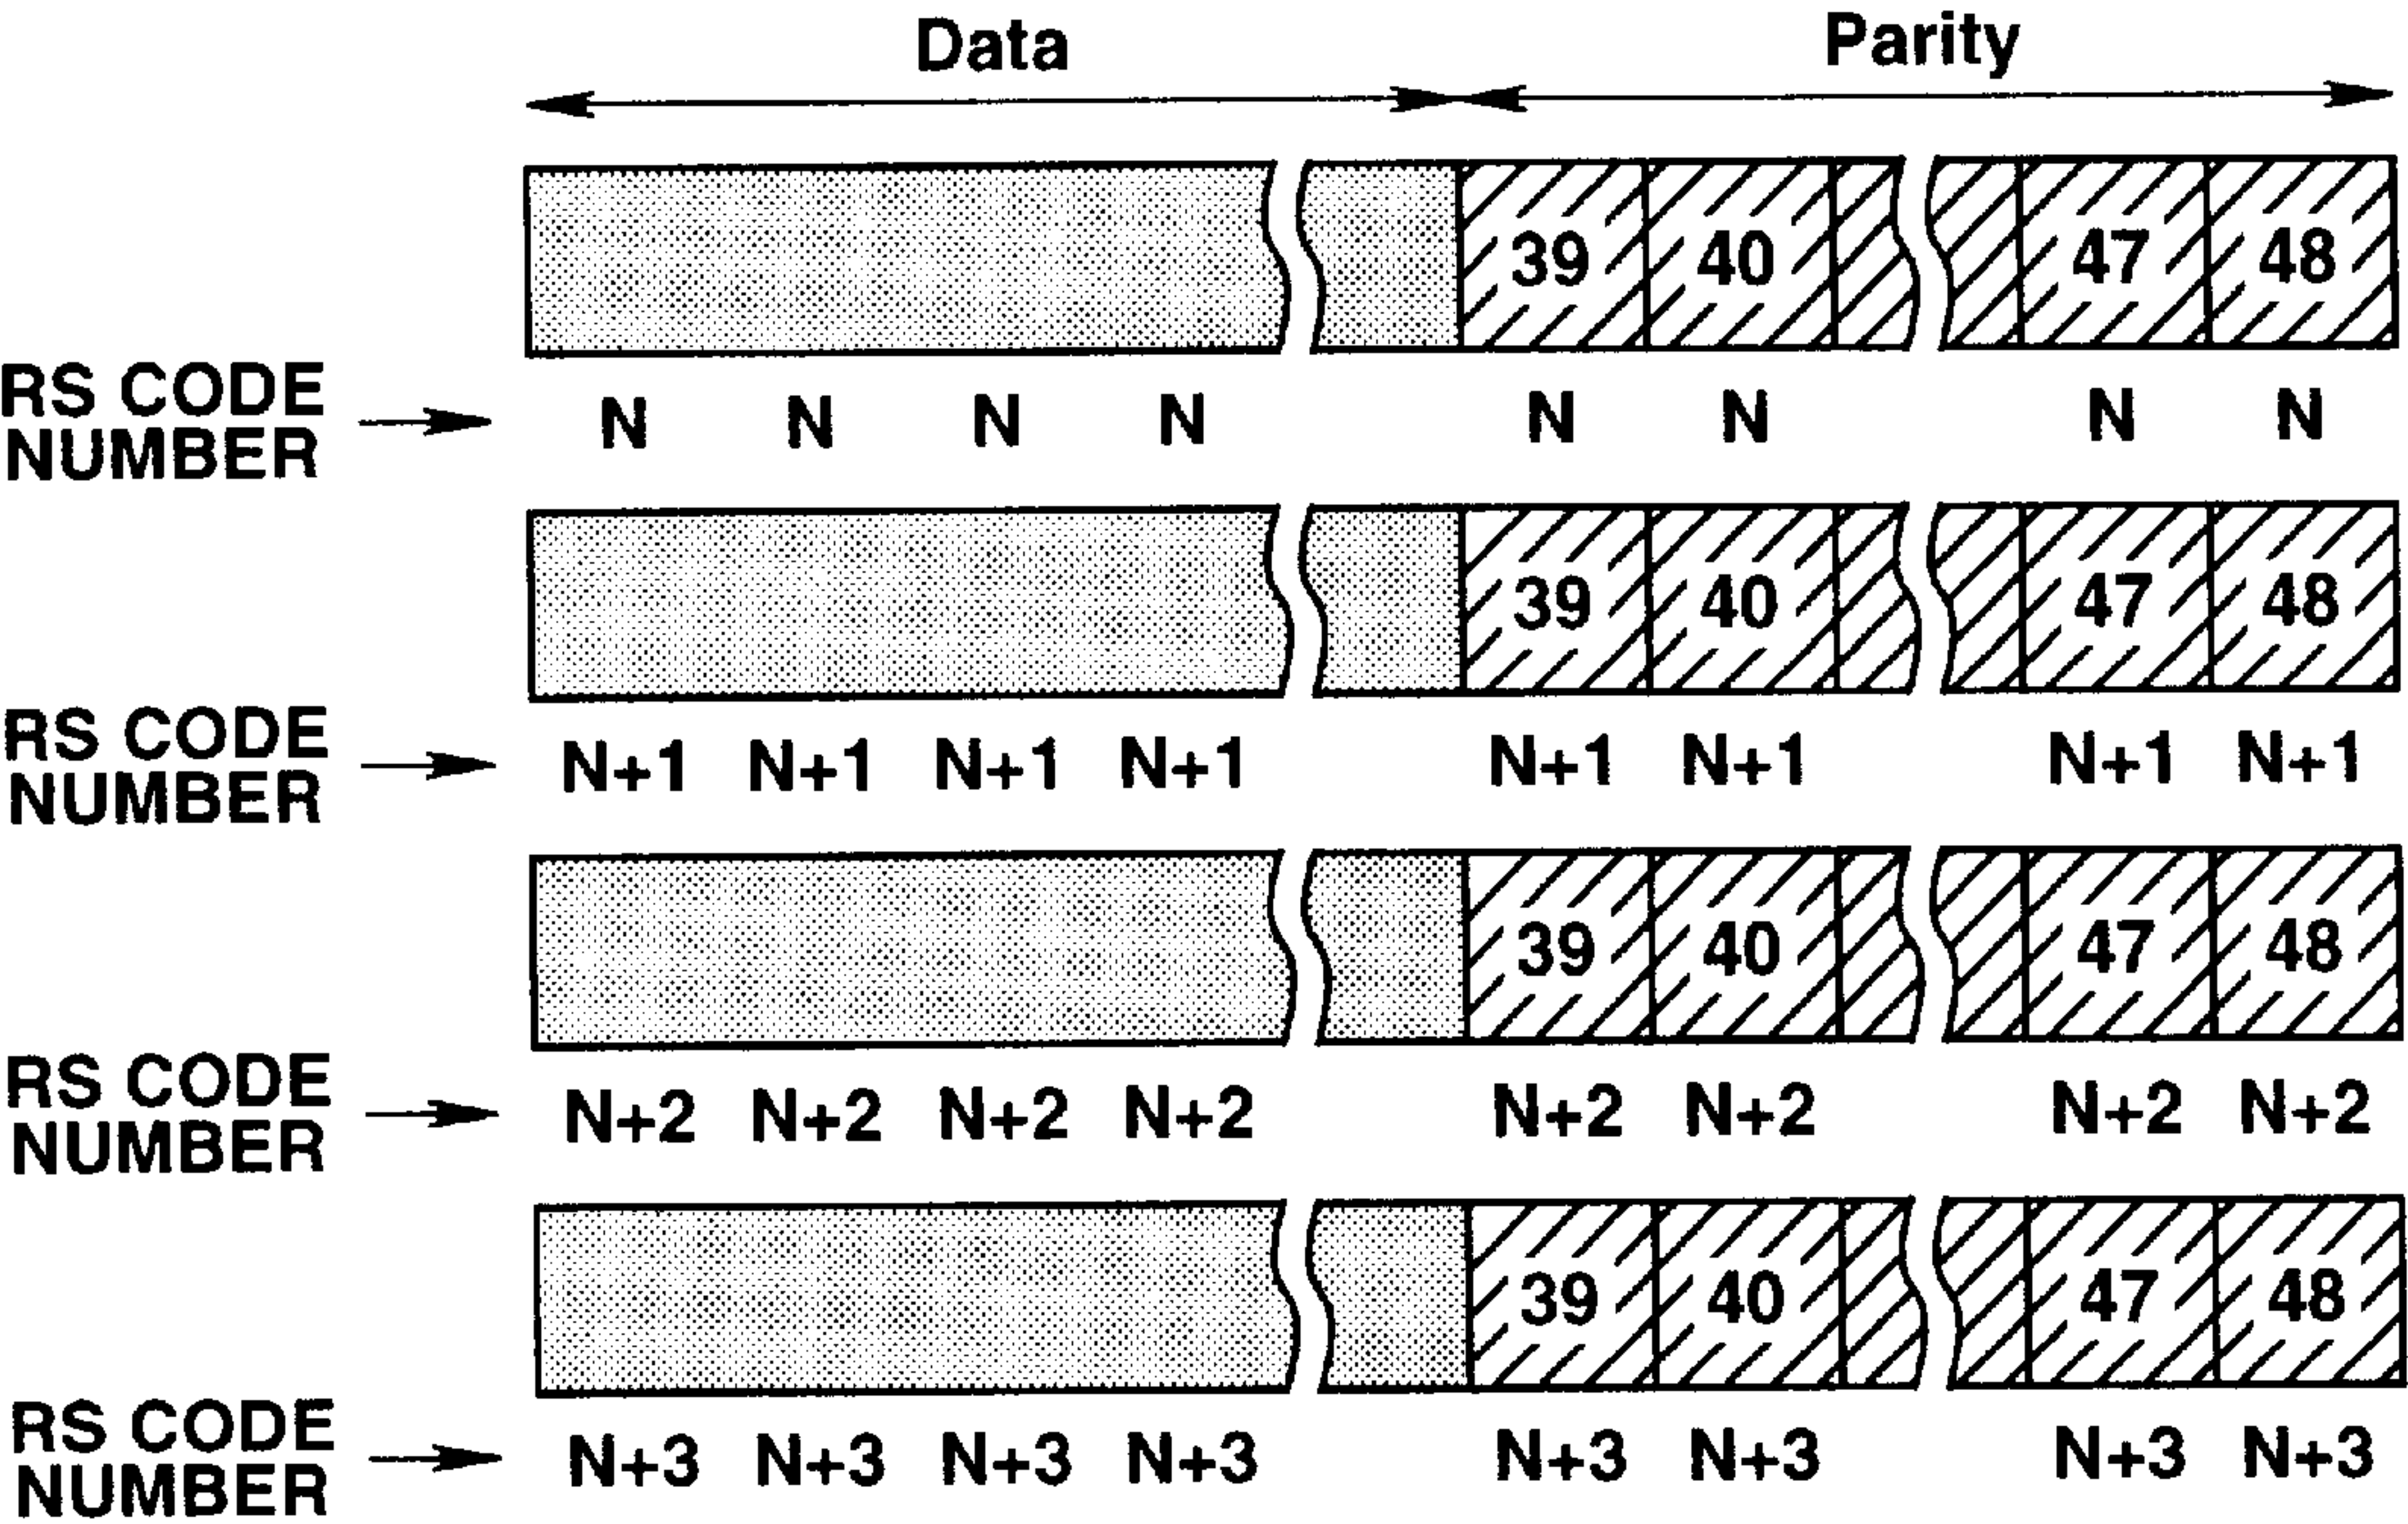 Data Parity
39 40 47 48
RS CODE
NUMBER
N N N N N N N N
39 40 47 48
RS CODE
NUMBER
N+1 N+1 N+1 N+1 N+1 N+1 N+1 N+1
39 40 47 48
RS CODE
NUMBER
N+2 N+2 N+2 N+2 N+2 N+2 N+2 N+2
39 40 47 48
RS CODE
NUMBER
N+3 N+3 N+3 N+3 N+3 N+3 N+3 N+3